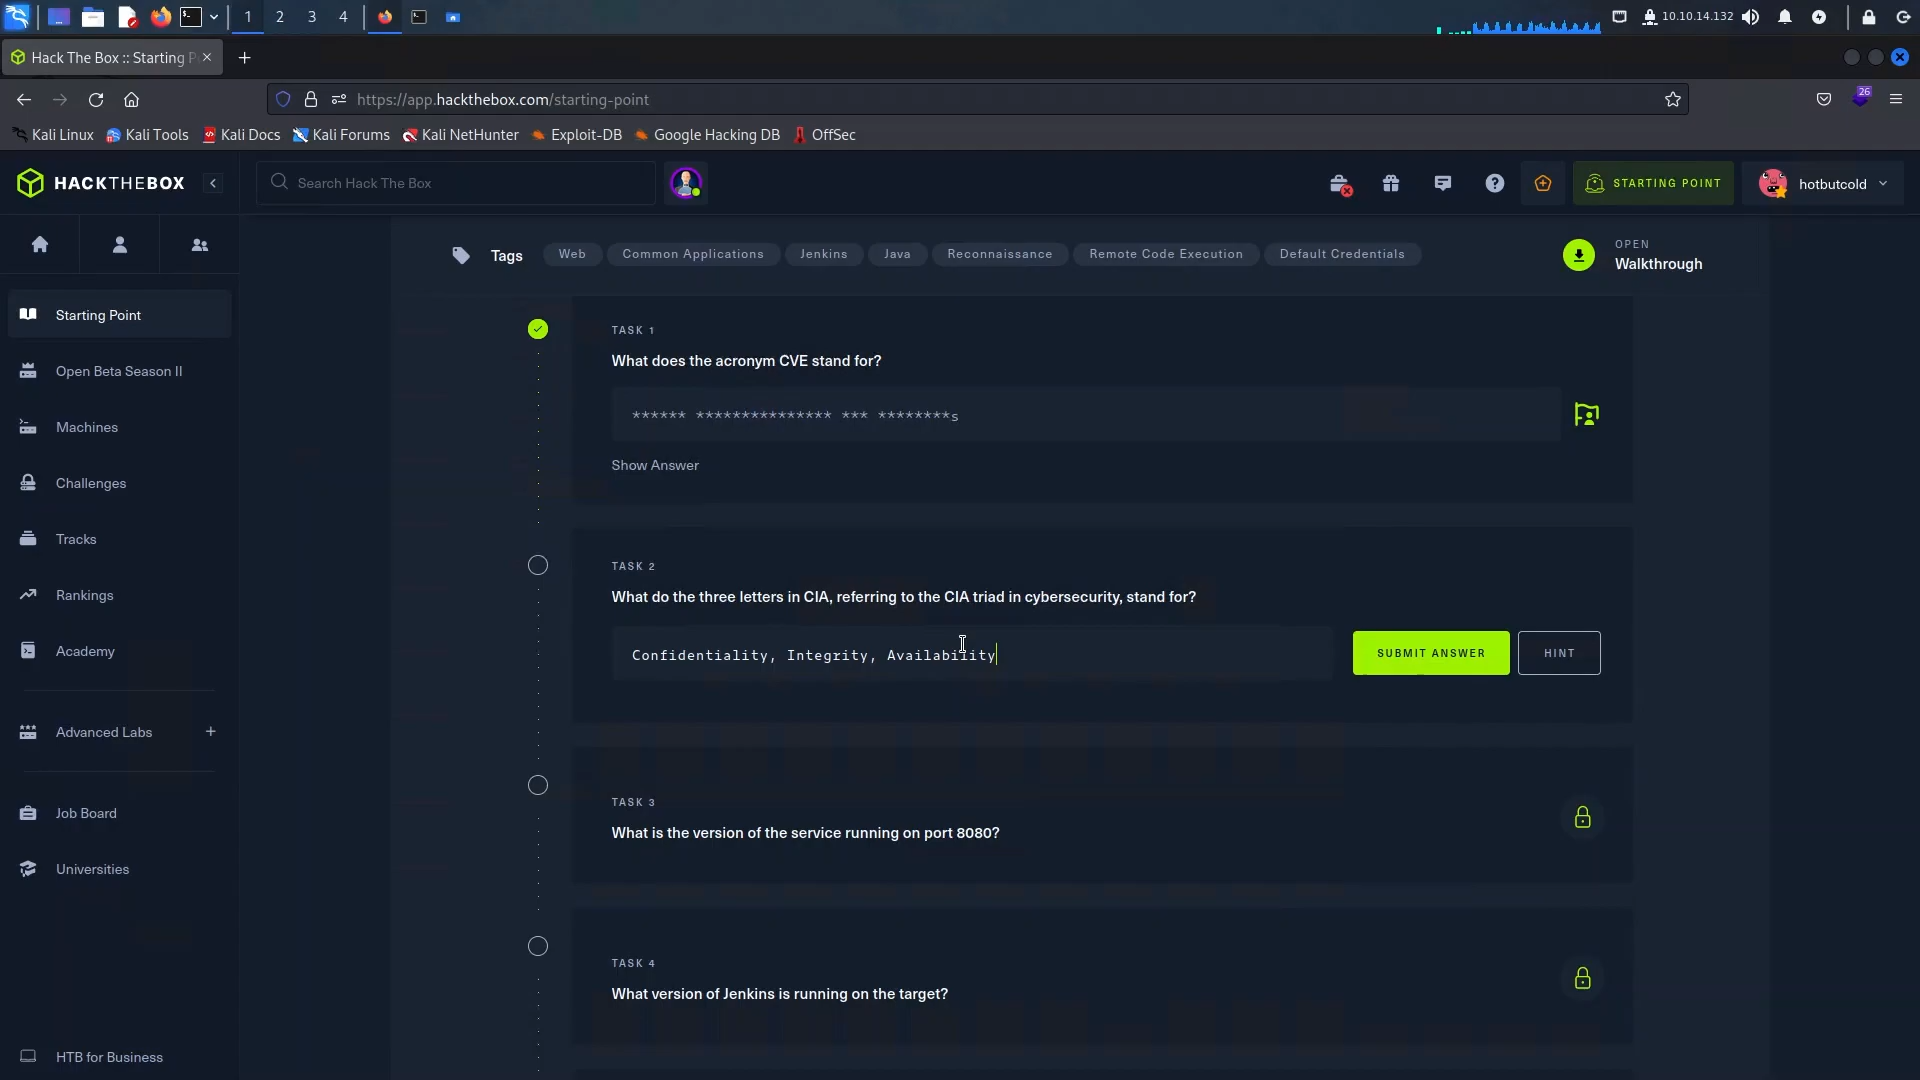 1 2 3 4 10.10.14.132
Hack The Box :: Starting P
https://app.hackthebox.com/starting-point
26
Kali Linux Kali Tools Kali Docs Kali Forums Kali NetHunter Exploit-DB Google Hacking DB OffSec
HACKTHEBOX
Search Hack The Box
STARTING POINT
hotbutcold
Tags Web Common Applications Jenkins Java Reconnaissance Remote Code Execution Default Credentials
OPEN
Walkthrough
Starting Point
Open Beta Season II
Machines
Challenges
Tracks
Rankings
Academy
Advanced Labs +
Job Board
Universities
HTB for Business
TASK 1
What does the acronym CVE stand for?
****** *************** *** ********s
Show Answer
TASK 2
What do the three letters in CIA, referring to the CIA triad in cybersecurity, stand for?
Confidentiality, Integrity, Availability
SUBMIT ANSWER
HINT
TASK 3
What is the version of the service running on port 8080?
TASK 4
What version of Jenkins is running on the target?